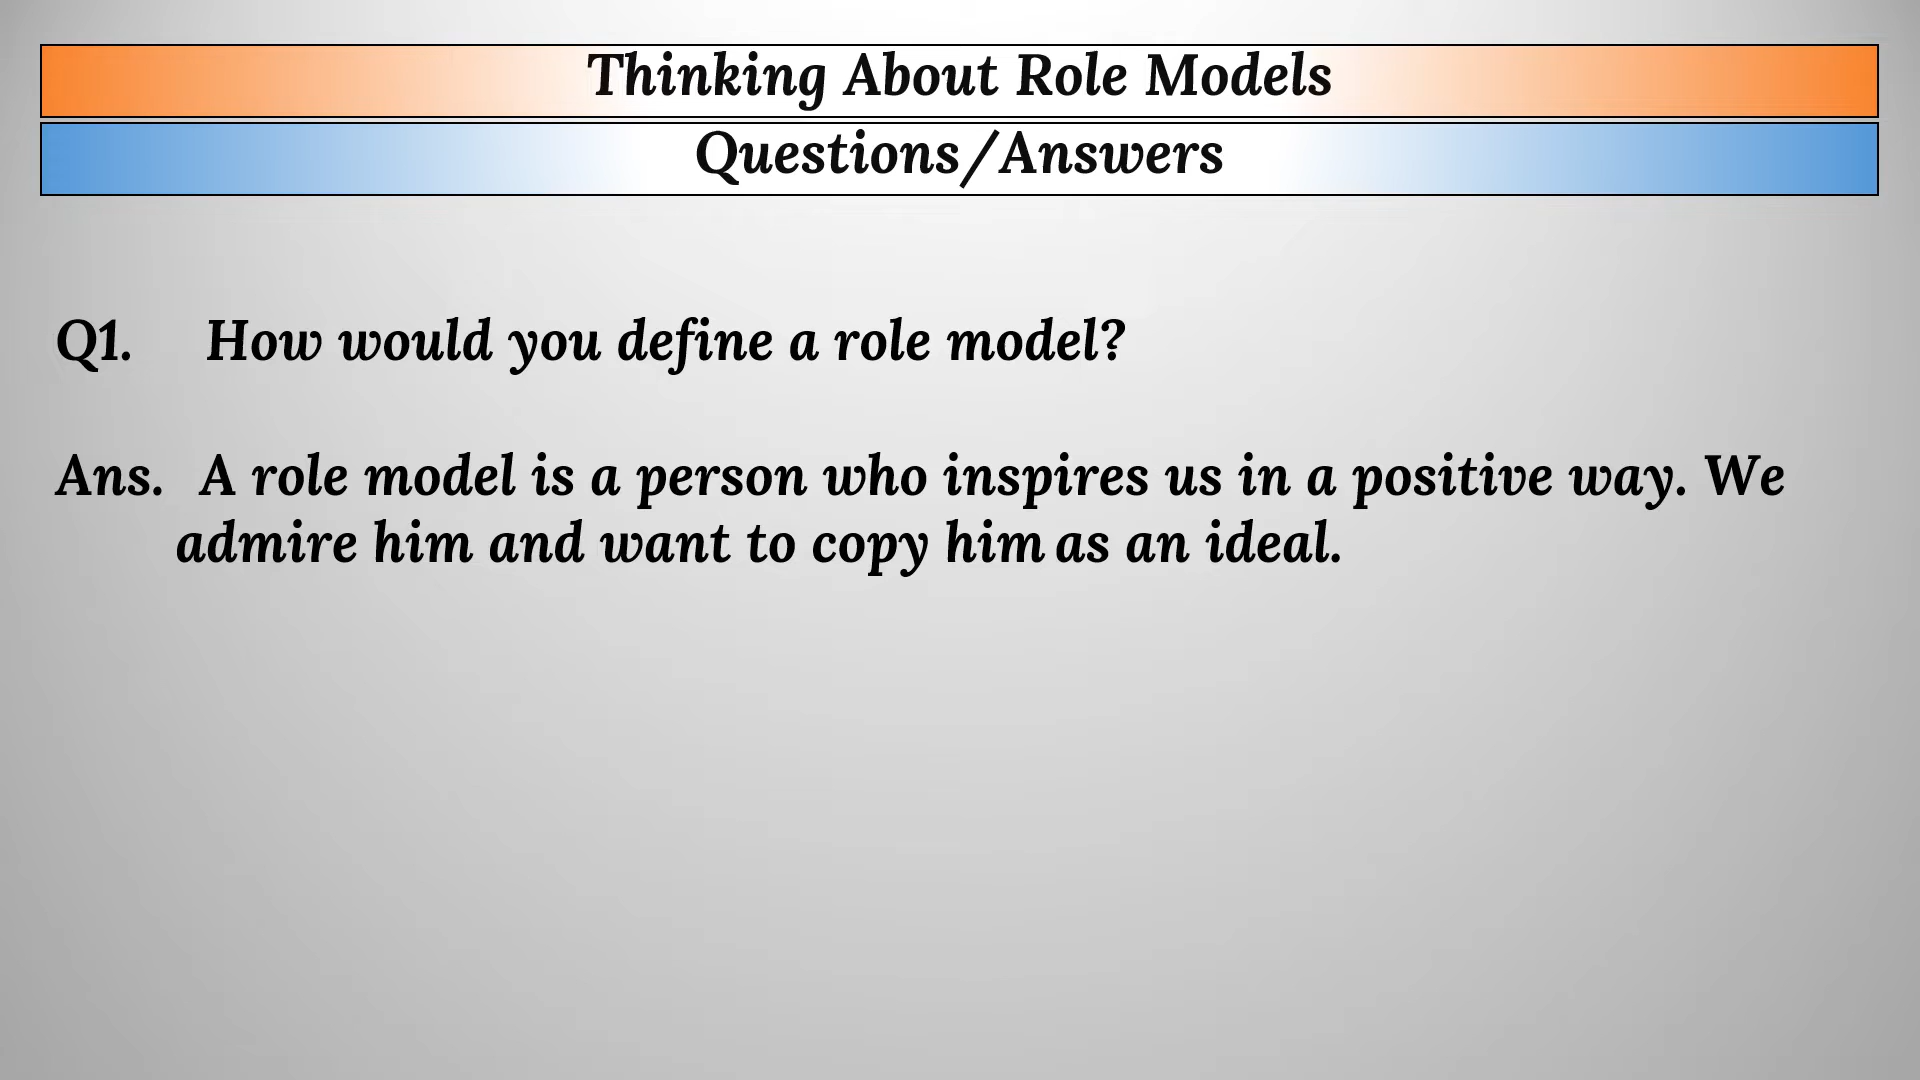 Thinking About Role Models
Questions/Answers
Q1. How would you define a role model?
Ans. A role model is a person who inspires us in a positive way. We
admire him and want to copy him as an ideal.